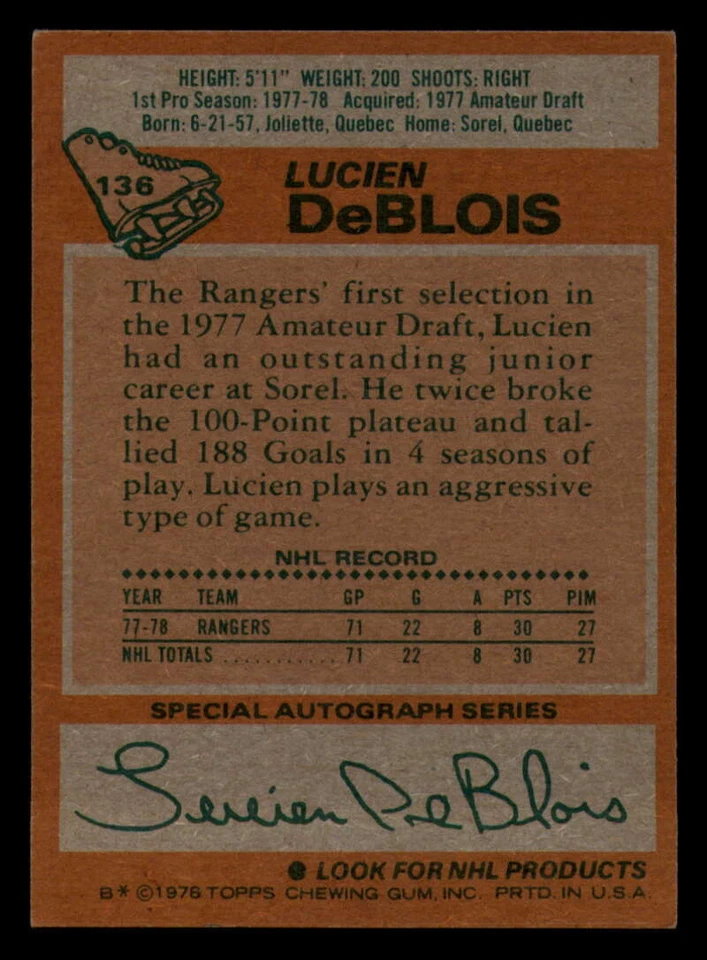 HEIGHT: 5'11" WEIGHT: 200 SHOOTS: RIGHT
1st Pro Season: 1977-78 Acquired: 1977 Amateur Draft
Born: 6-21-57, Joliette, Quebec Home: Sorel, Quebec
136
LUCIEN
DeBLOIS
The Rangers' first selection in
the 1977 Amateur Draft, Lucien
had an outstanding junior
career at Sorel. He twice broke
the 100-Point plateau and tal-
lied 188 Goals in 4 seasons of
play. Lucien plays an aggressive
type of game.
NHL RECORD
YEAR TEAM GP G A PTS PIM
77-78 RANGERS 71 22 8 30 27
NHL TOTALS ........... 71 22 8 30 27
SPECIAL AUTOGRAPH SERIES
Lucien DeBlois
LOOK FOR NHL PRODUCTS
B* ©1978 TOPPS CHEWING GUM, INC. PRTD. IN U.S.A.